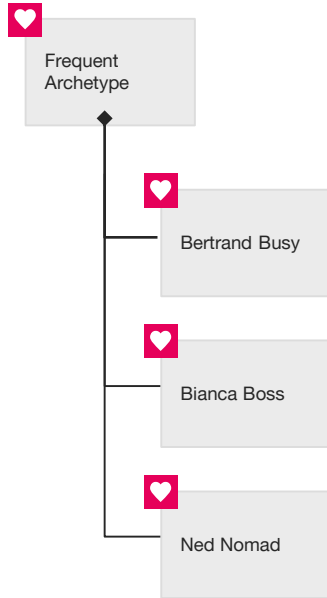 Frequent
Archetype
Bertrand Busy
Bianca Boss
Ned Nomad